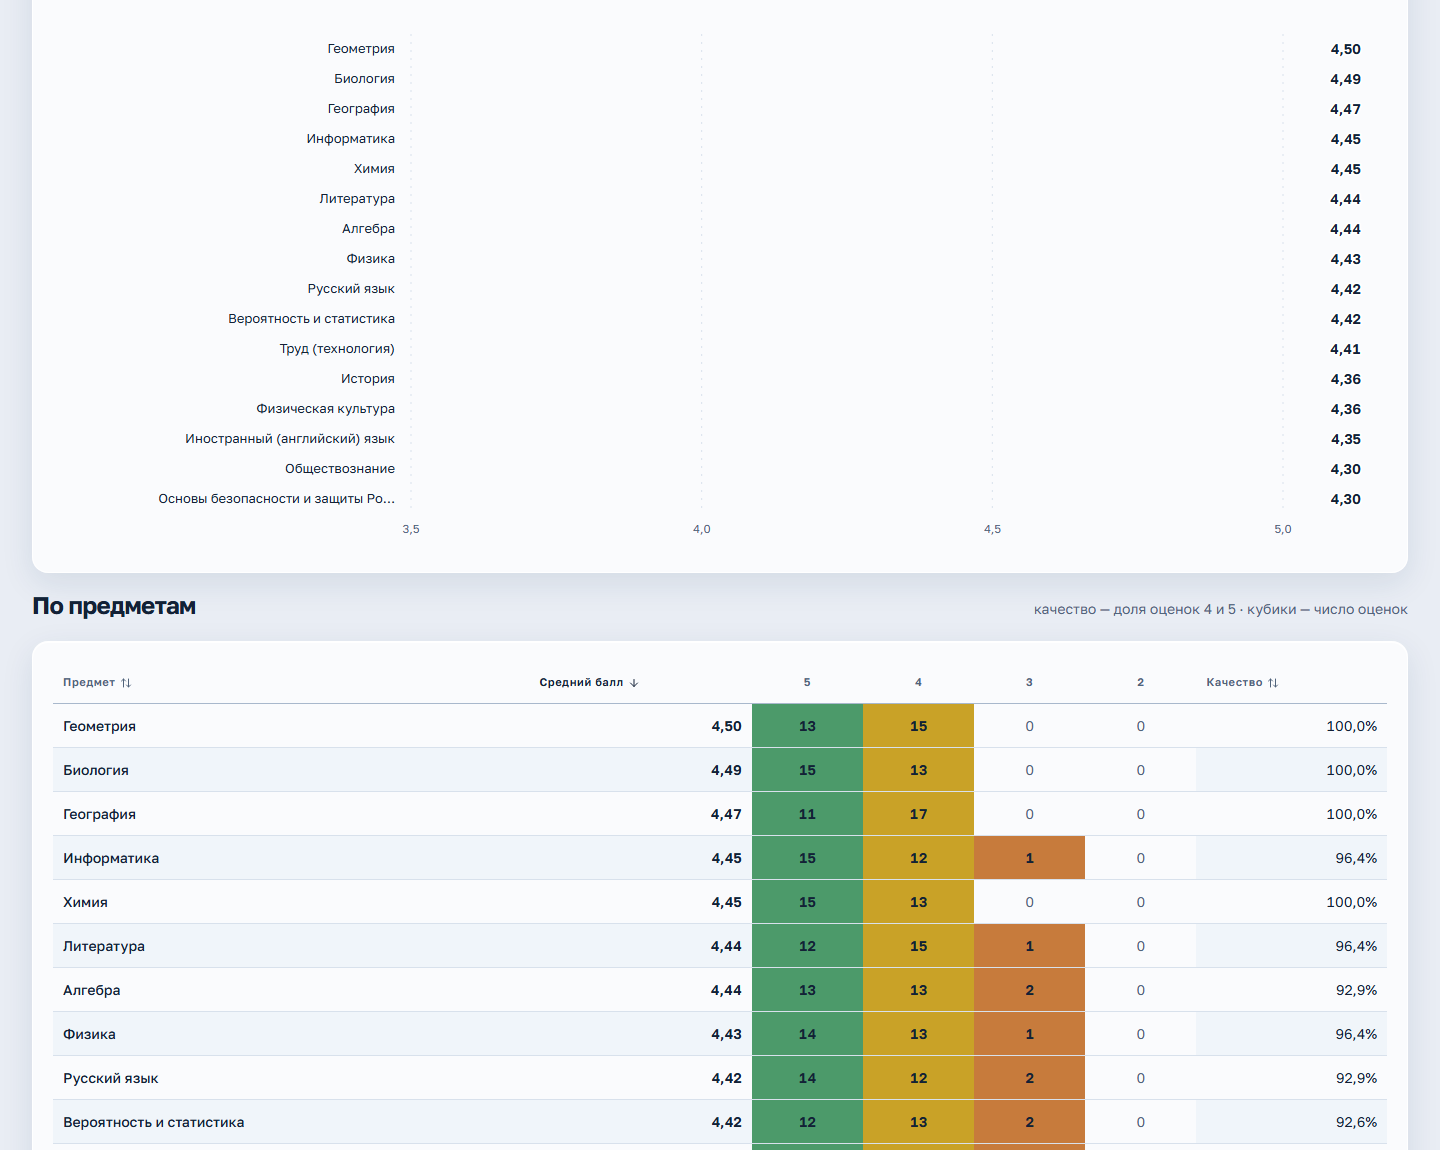 Геометрия 4,50
Биология 4,49
География 4,47
Информатика 4,45
Химия 4,45
Литература 4,44
Алгебра 4,44
Физика 4,43
Русский язык 4,42
Вероятность и статистика 4,42
Труд (технология) 4,41
История 4,36
Физическая культура 4,36
Иностранный (английский) язык 4,35
Обществознание 4,30
Основы безопасности и защиты Ро... 4,30
3,5 4,0 4,5 5,0
По предметам качество — доля оценок 4 и 5 · кубики — число оценок
Предмет ↑↓ Средний балл ↓ 5 4 3 2 Качество ↑↓
Геометрия 4,50 13 15 0 0 100,0%
Биология 4,49 15 13 0 0 100,0%
География 4,47 11 17 0 0 100,0%
Информатика 4,45 15 12 1 0 96,4%
Химия 4,45 15 13 0 0 100,0%
Литература 4,44 12 15 1 0 96,4%
Алгебра 4,44 13 13 2 0 92,9%
Физика 4,43 14 13 1 0 96,4%
Русский язык 4,42 14 12 2 0 92,9%
Вероятность и статистика 4,42 12 13 2 0 92,6%